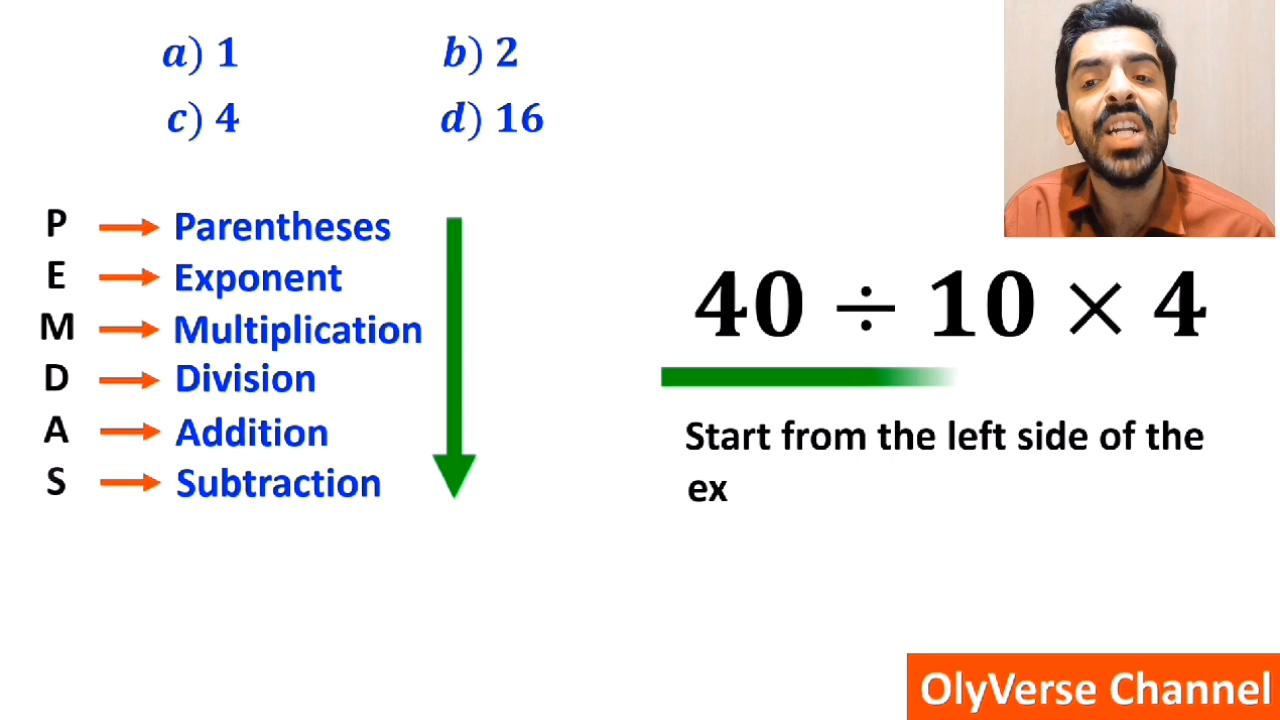 a) 1 b) 2
c) 4 d) 16
P Parentheses
E Exponent
M Multiplication
D Division
A Addition
S Subtraction
40 ÷ 10 × 4
Start from the left side of the
ex
OlyVerse Channel